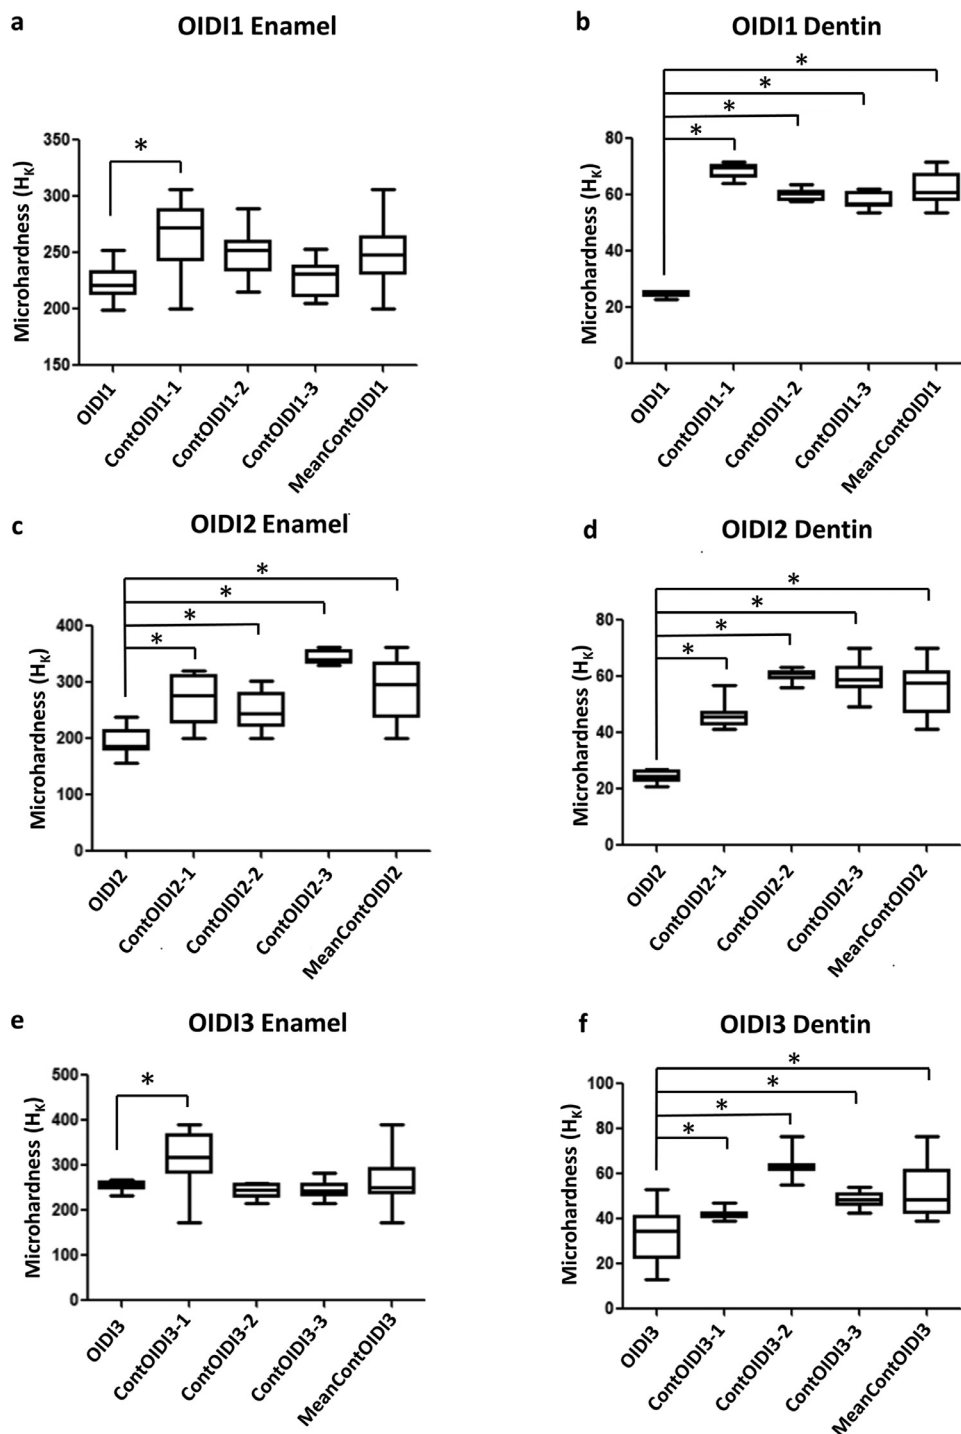 a
OIDI1 Enamel
Microhardness (HK)
350
300
250
200
150
*
OIDI1
ContOIDI1-1
ContOIDI1-2
ContOIDI1-3
MeanContOIDI1
b
OIDI1 Dentin
Microhardness (HK)
80
60
40
20
0
*
*
*
*
OIDI1
ContOIDI1-1
ContOIDI1-2
ContOIDI1-3
MeanContOIDI1
c
OIDI2 Enamel
Microhardness (HK)
400
300
200
100
0
*
*
*
*
OIDI2
ContOIDI2-1
ContOIDI2-2
ContOIDI2-3
MeanContOIDI2
d
OIDI2 Dentin
Microhardness (HK)
80
60
40
20
0
*
*
*
*
OIDI2
ContOIDI2-1
ContOIDI2-2
ContOIDI2-3
MeanContOIDI2
e
OIDI3 Enamel
Microhardness (HK)
500
400
300
200
100
0
*
OIDI3
ContOIDI3-1
ContOIDI3-2
ContOIDI3-3
MeanContOIDI3
f
OIDI3 Dentin
Microhardness (HK)
100
80
60
40
20
0
*
*
*
*
OIDI3
ContOIDI3-1
ContOIDI3-2
ContOIDI3-3
MeanContOIDI3